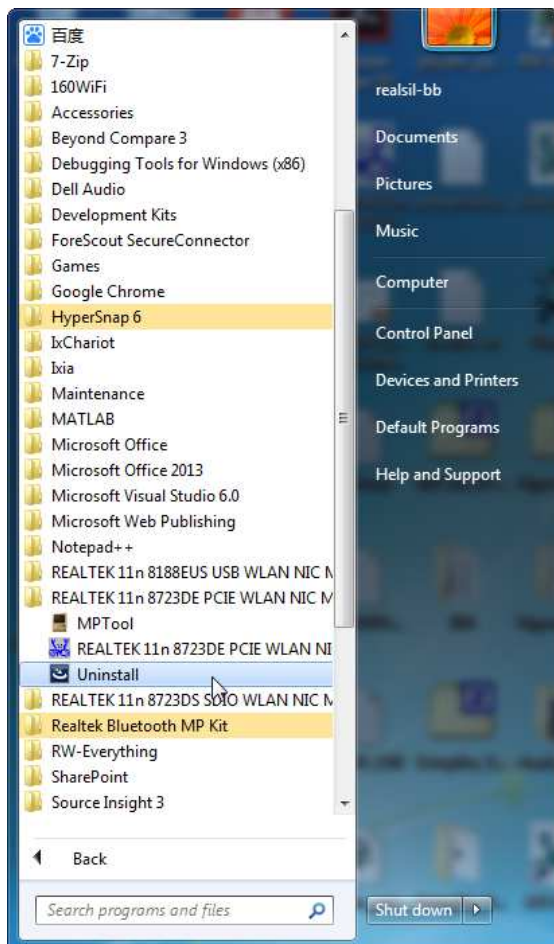 百度
7-Zip
160WiFi
Accessories
Beyond Compare 3
Debugging Tools for Windows (x86)
Dell Audio
Development Kits
ForeScout SecureConnector
Games
Google Chrome
HyperSnap 6
IxChariot
Ixia
Maintenance
MATLAB
Microsoft Office
Microsoft Office 2013
Microsoft Visual Studio 6.0
Microsoft Web Publishing
Notepad++
REALTEK 11n 8188EUS USB WLAN NIC M
REALTEK 11n 8723DE PCIE WLAN NIC M
MPTool
REALTEK 11n 8723DE PCIE WLAN NI
Uninstall
REALTEK 11n 8723DS SDIO WLAN NIC M
Realtek Bluetooth MP Kit
RW-Everything
SharePoint
Source Insight 3
Back
Search programs and files
realsil-bb
Documents
Pictures
Music
Computer
Control Panel
Devices and Printers
Default Programs
Help and Support
Shut down